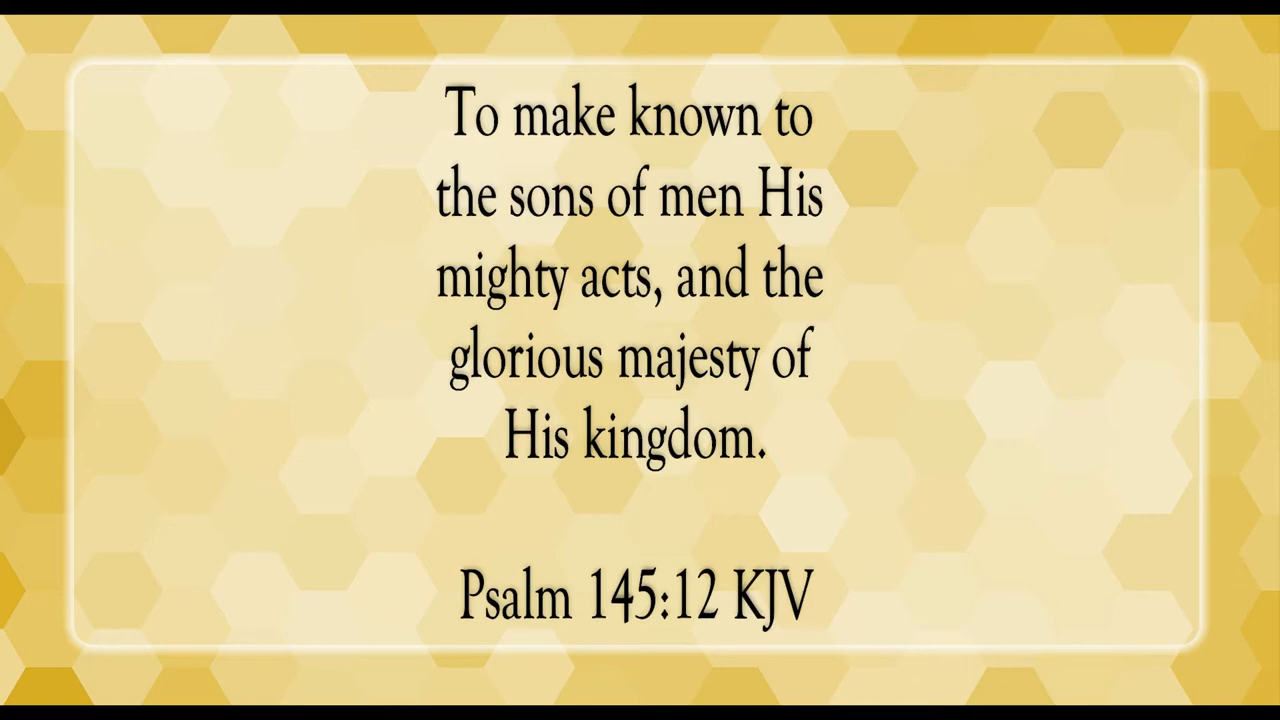 To make known to
the sons of men His
mighty acts, and the
glorious majesty of
His kingdom.
Psalm 145:12 KJV